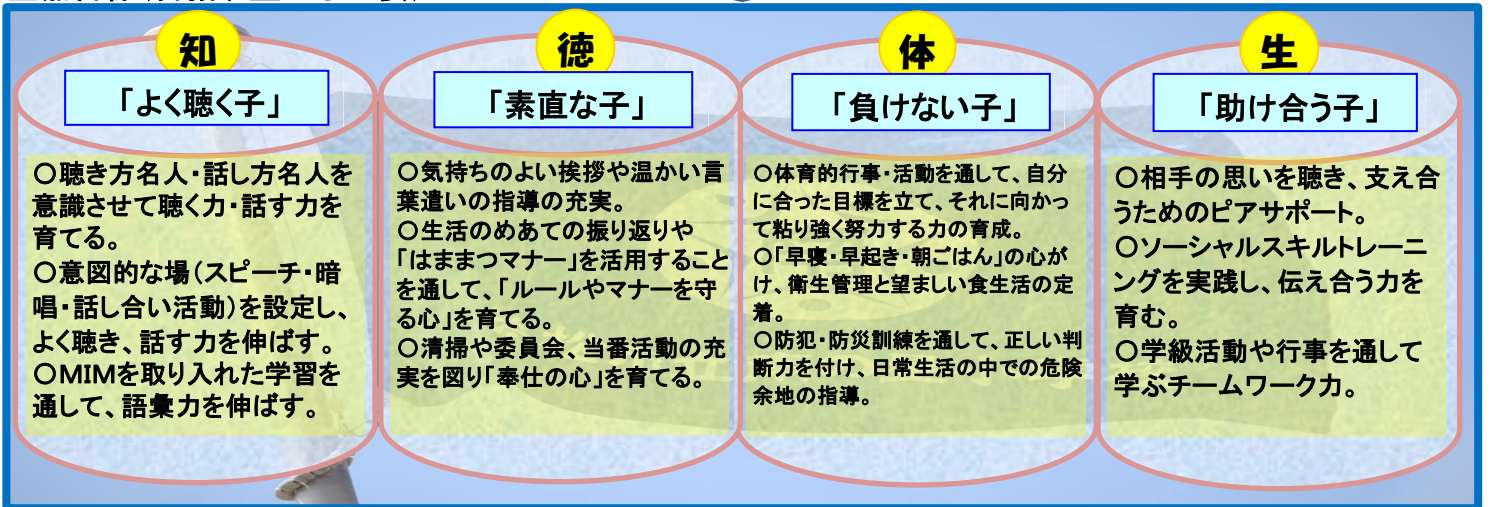 知
「よく聴く子」
〇聴き方名人・話し方名人を
意識させて聴く力・話す力を
育てる。
〇意図的な場(スピーチ・暗
唱・話し合い活動)を設定し、
よく聴き、話す力を伸ばす。
〇MIMを取り入れた学習を
通して、語彙力を伸ばす。
徳
「素直な子」
〇気持ちのよい挨拶や温かい言
葉遣いの指導の充実。
〇生活のめあての振り返りや
「はままつマナー」を活用すること
を通して、「ルールやマナーを守
る心」を育てる。
〇清掃や委員会、当番活動の充
実を図り「奉仕の心」を育てる。
体
「負けない子」
〇体育的行事・活動を通して、自分
に合った目標を立て、それに向かっ
て粘り強く努力する力の育成。
〇「早寝・早起き・朝ごはん」の心が
け、衛生管理と望ましい食生活の定
着。
〇防犯・防災訓練を通して、正しい判
断力を付け、日常生活の中での危険
余地の指導。
生
「助け合う子」
〇相手の思いを聴き、支え合
うためのピアサポート。
〇ソーシャルスキルトレーニ
ングを実践し、伝え合う力を
育む。
〇学級活動や行事を通して
学ぶチームワーク力。